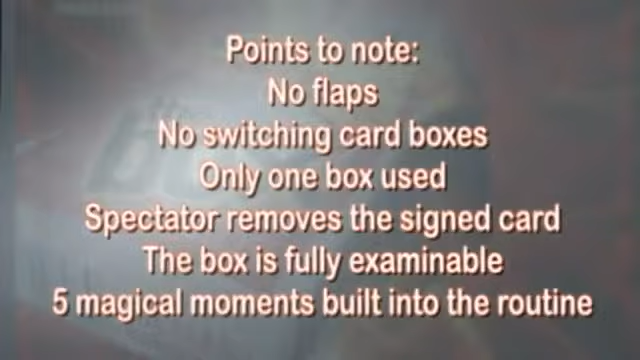 Points to note:
No flaps
No switching card boxes
Only one box used
Spectator removes the signed card
The box is fully examinable
5 magical moments built into the routine